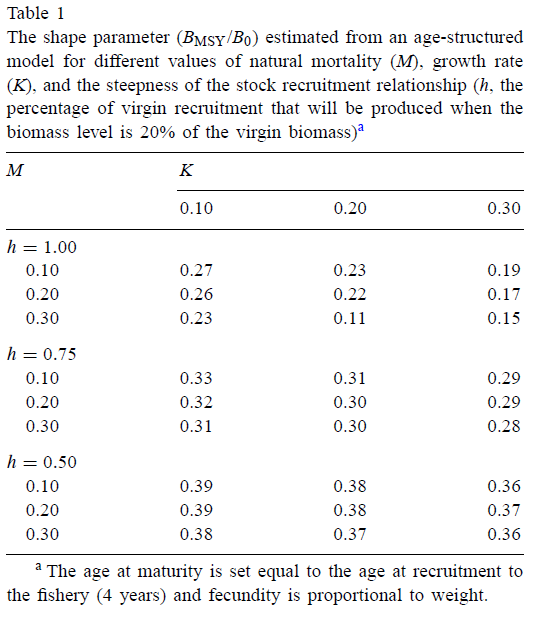 Table 1
The shape parameter (BMSY/B0) estimated from an age-structured
model for different values of natural mortality (M), growth rate
(K), and the steepness of the stock recruitment relationship (h, the
percentage of virgin recruitment that will be produced when the
biomass level is 20% of the virgin biomass)a
M K
0.10 0.20 0.30
h = 1.00
0.10 0.27 0.23 0.19
0.20 0.26 0.22 0.17
0.30 0.23 0.11 0.15
h = 0.75
0.10 0.33 0.31 0.29
0.20 0.32 0.30 0.29
0.30 0.31 0.30 0.28
h = 0.50
0.10 0.39 0.38 0.36
0.20 0.39 0.38 0.37
0.30 0.38 0.37 0.36
a The age at maturity is set equal to the age at recruitment to
the fishery (4 years) and fecundity is proportional to weight.